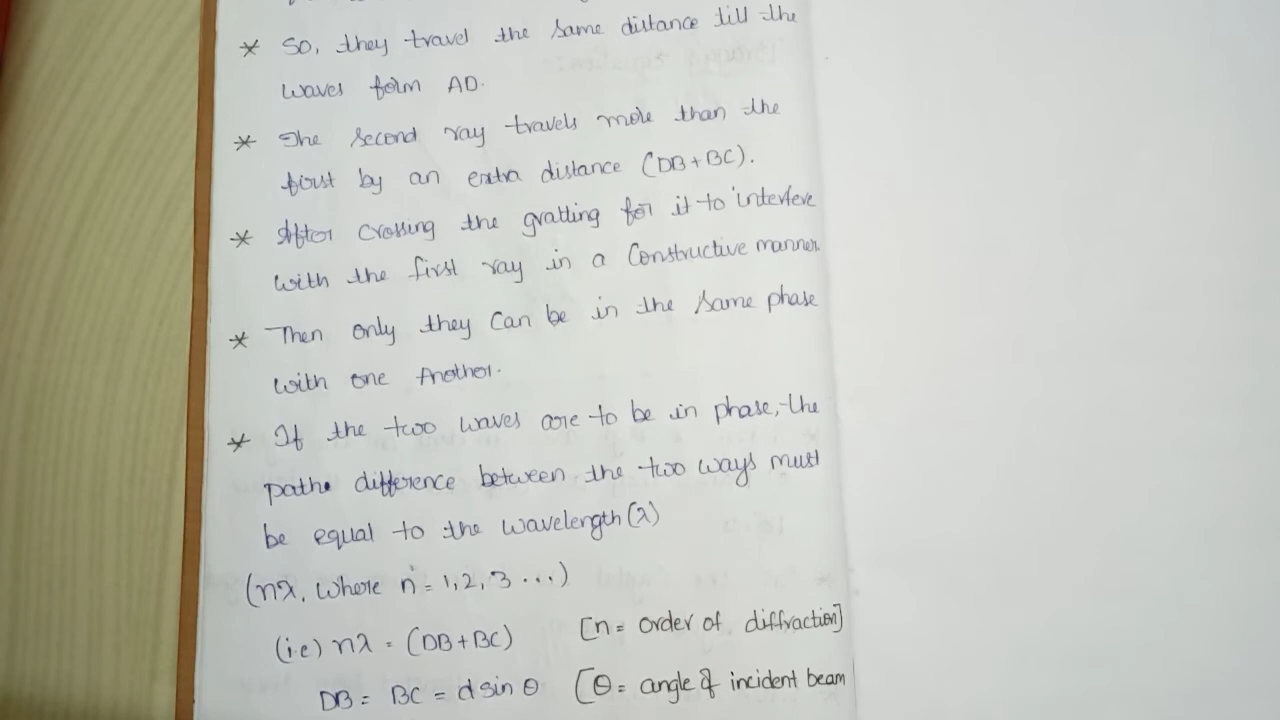 * So, they travel the same distance till the
waves form AD.
* The second ray travels more than the
first by an extra distance (DB+BC).
* After crossing the gratting for it to interfere
with the first ray in a Constructive manner
* Then only they can be in the same phase
with one Another.
* If the two waves are to be in phase, the
path difference between the two ways must
be equal to the wavelength (λ)
(nλ, where n = 1, 2, 3 ...)
(i.e) nλ = (DB+BC) [n = order of diffraction]
DB = BC = d sin θ [θ = angle of incident beam